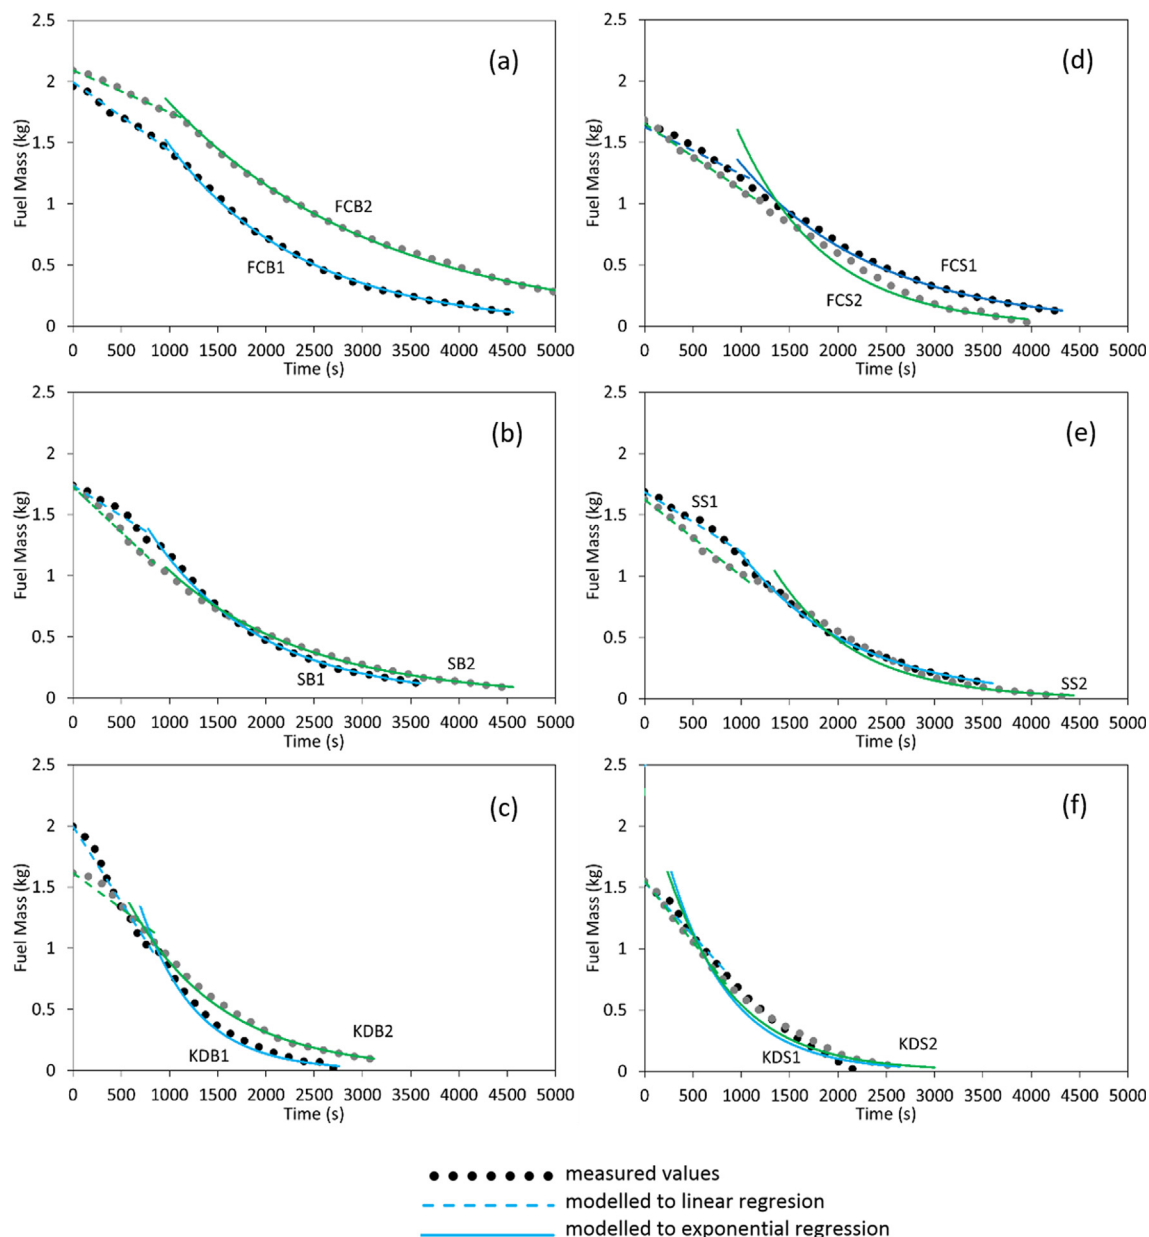 2.5
2
1.5
1
0.5
0
Fuel Mass (kg)
(a)
FCB2
FCB1
0 500 1000 1500 2000 2500 3000 3500 4000 4500 5000
Time (s)
2.5
2
1.5
1
0.5
0
Fuel Mass (kg)
(d)
FCS1
FCS2
0 500 1000 1500 2000 2500 3000 3500 4000 4500 5000
Time (s)
2.5
2
1.5
1
0.5
0
Fuel Mass (kg)
(b)
SB2
SB1
0 500 1000 1500 2000 2500 3000 3500 4000 4500 5000
Time (s)
2.5
2
1.5
1
0.5
0
Fuel Mass (kg)
(e)
SS1
SS2
0 500 1000 1500 2000 2500 3000 3500 4000 4500 5000
Time (s)
2.5
2
1.5
1
0.5
0
Fuel Mass (kg)
(c)
KDB2
KDB1
0 500 1000 1500 2000 2500 3000 3500 4000 4500 5000
Time (s)
2.5
2
1.5
1
0.5
0
Fuel Mass (kg)
(f)
KDS1
KDS2
0 500 1000 1500 2000 2500 3000 3500 4000 4500 5000
Time (s)
measured values
modelled to linear regresion
modelled to exponential regression